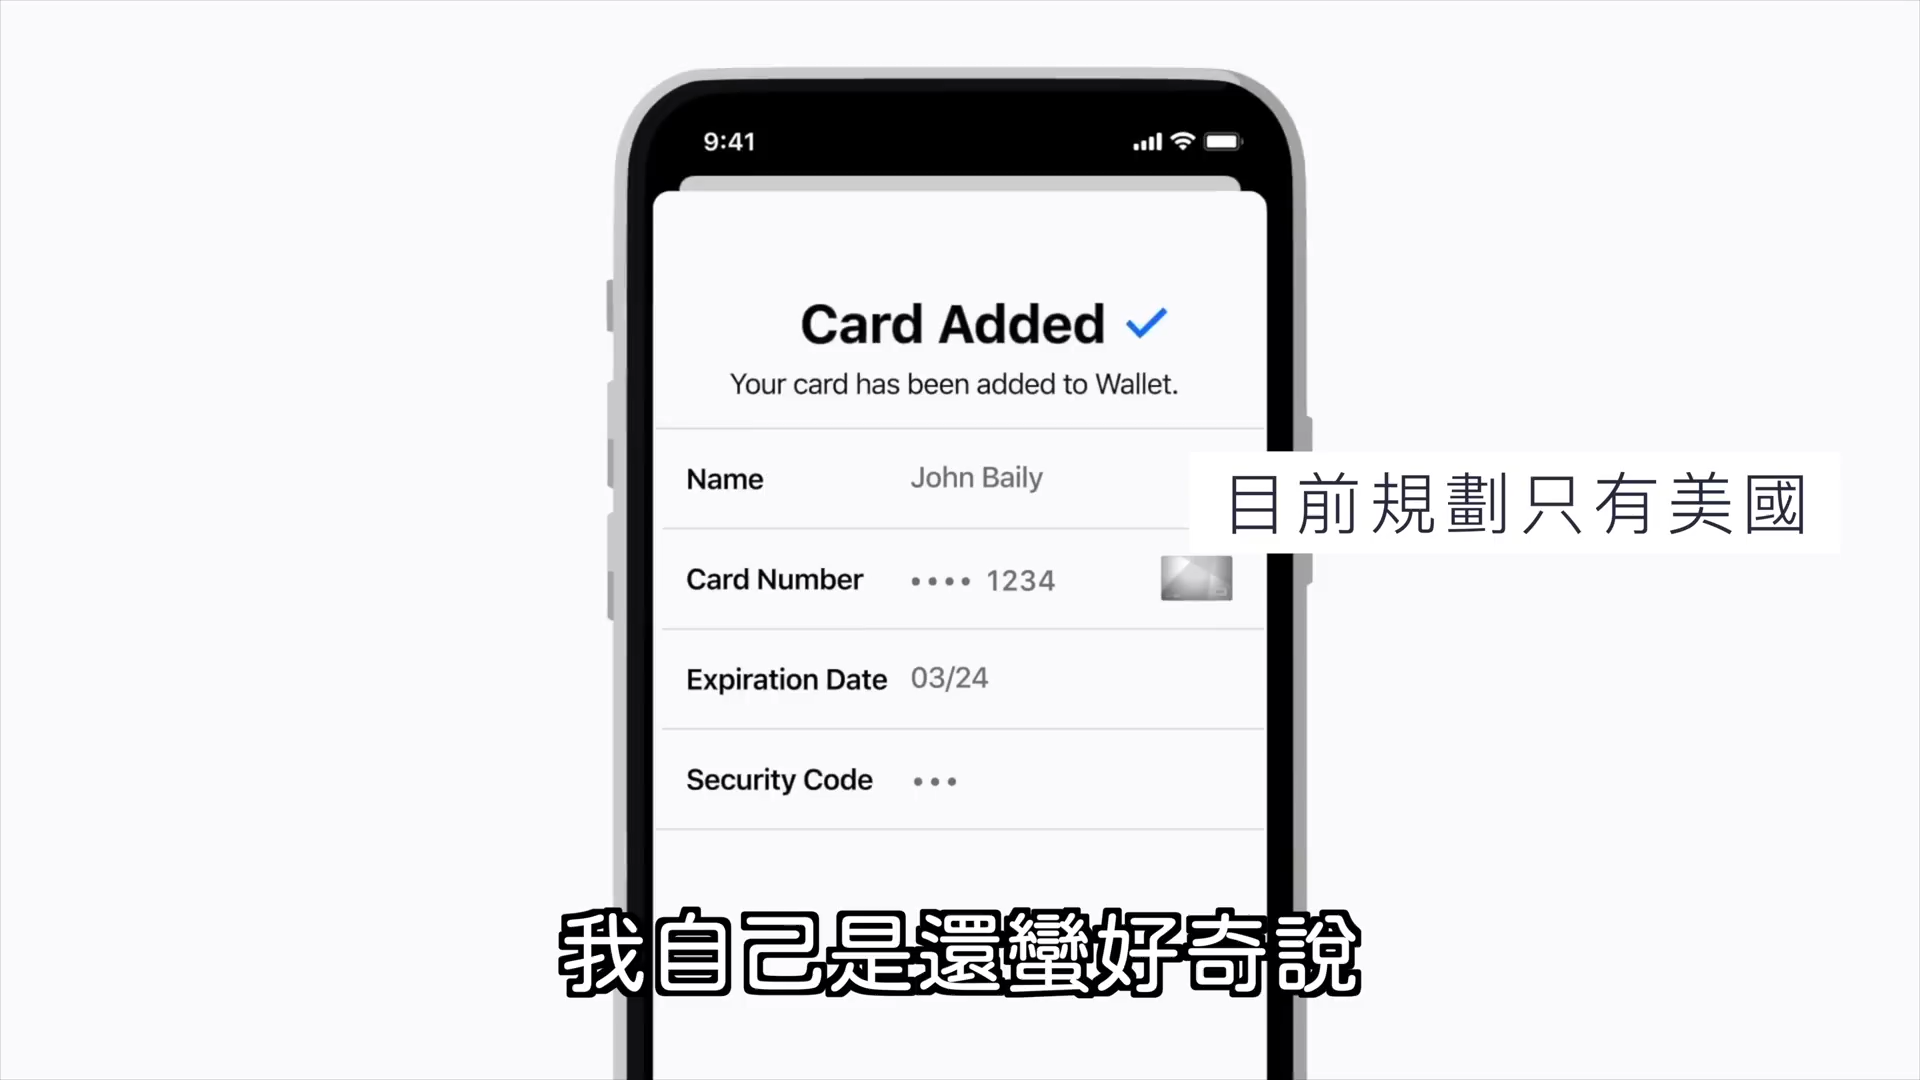 9:41
Card Added
Your card has been added to Wallet.
Name John Baily
目前規劃只有美國
Card Number •••• 1234
Expiration Date 03/24
Security Code •••
我自己是還蠻好奇說